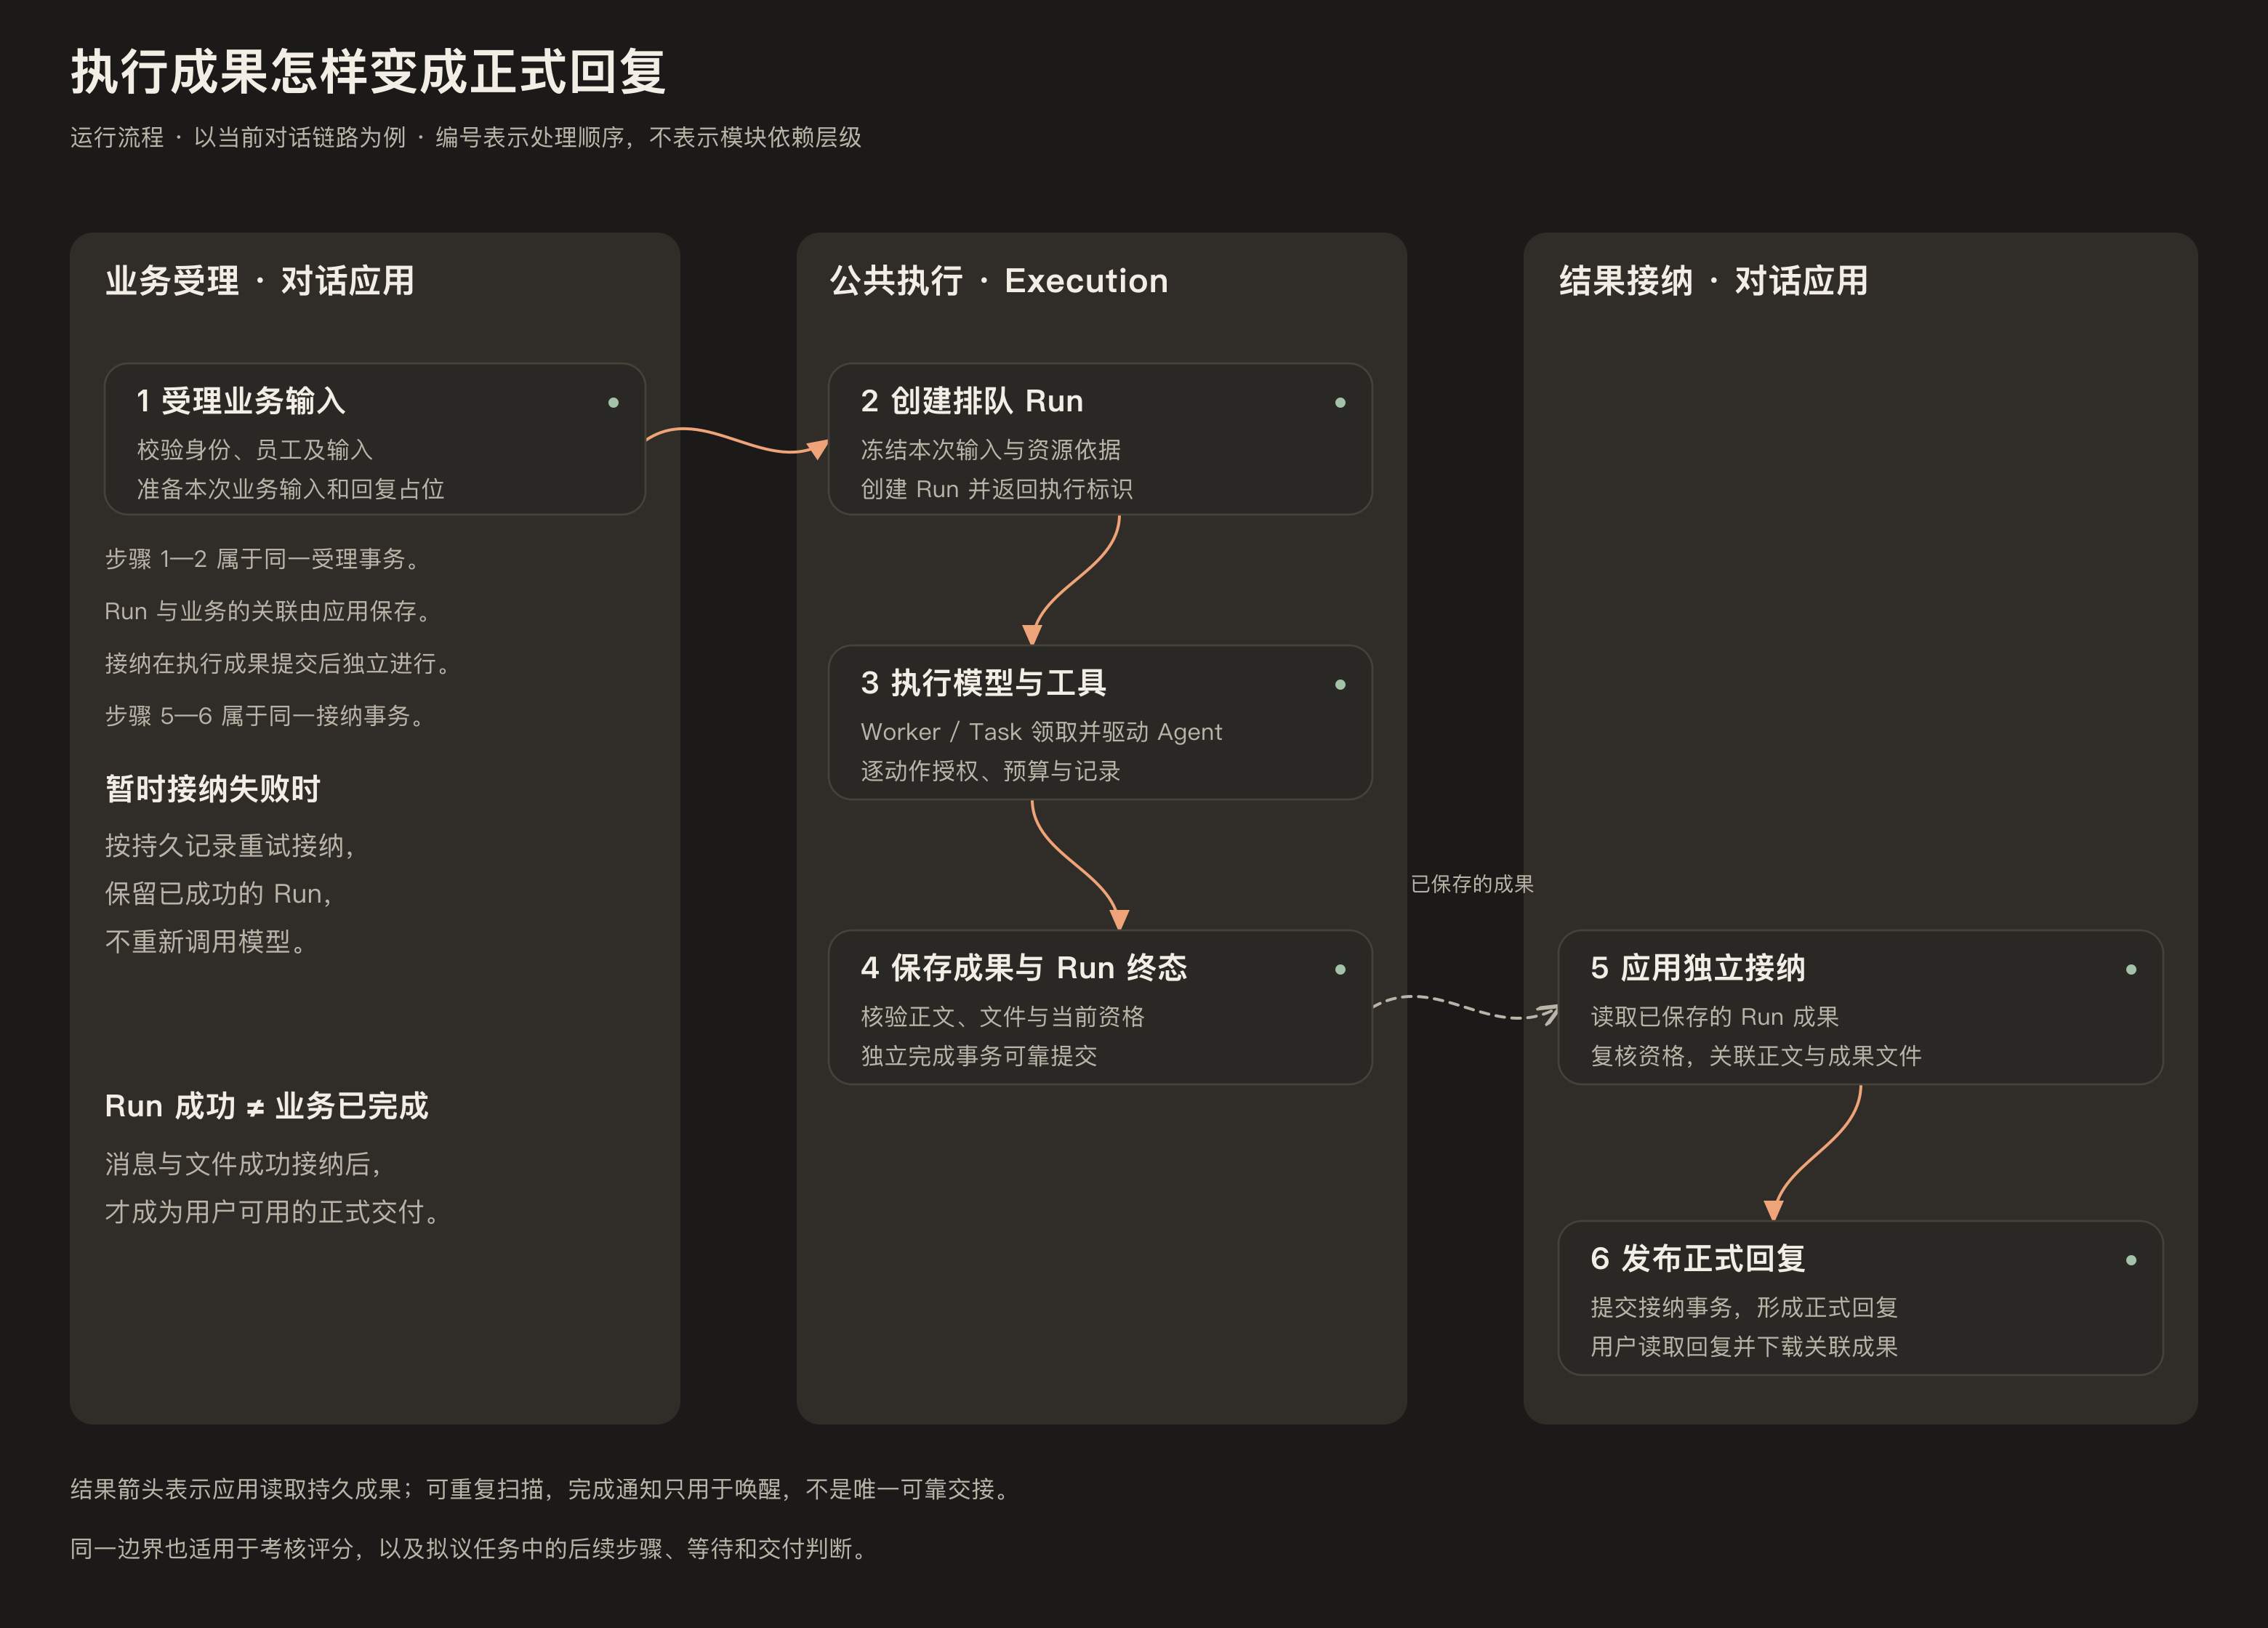 执行成果怎样变成正式回复
运行流程 · 以当前对话链路为例 · 编号表示处理顺序，不表示模块依赖层级
业务受理 · 对话应用
1 受理业务输入
校验身份、员工及输入
准备本次业务输入和回复占位
步骤 1—2 属于同一受理事务。
Run 与业务的关联由应用保存。
接纳在执行成果提交后独立进行。
步骤 5—6 属于同一接纳事务。
暂时接纳失败时
按持久记录重试接纳，
保留已成功的 Run，
不重新调用模型。
Run 成功 ≠ 业务已完成
消息与文件成功接纳后，
才成为用户可用的正式交付。
公共执行 · Execution
2 创建排队 Run
冻结本次输入与资源依据
创建 Run 并返回执行标识
3 执行模型与工具
Worker / Task 领取并驱动 Agent
逐动作授权、预算与记录
4 保存成果与 Run 终态
核验正文、文件与当前资格
独立完成事务可靠提交
已保存的成果
结果接纳 · 对话应用
5 应用独立接纳
读取已保存的 Run 成果
复核资格，关联正文与成果文件
6 发布正式回复
提交接纳事务，形成正式回复
用户读取回复并下载关联成果
结果箭头表示应用读取持久成果；可重复扫描，完成通知只用于唤醒，不是唯一可靠交接。
同一边界也适用于考核评分，以及拟议任务中的后续步骤、等待和交付判断。